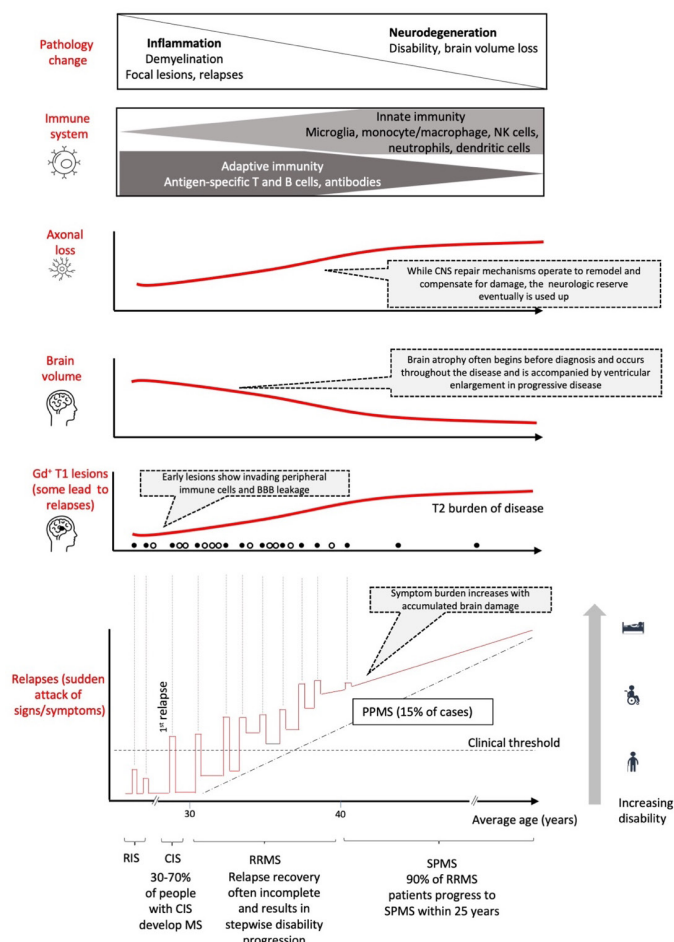 Pathology
change
Inflammation
Demyelination
Focal lesions, relapses
Neurodegeneration
Disability, brain volume loss
Immune
system
Innate immunity
Microglia, monocyte/macrophage, NK cells,
neutrophils, dendritic cells
Adaptive immunity
Antigen-specific T and B cells, antibodies
Axonal
loss
While CNS repair mechanisms operate to remodel and
compensate for damage, the neurologic reserve
eventually is used up
Brain
volume
Brain atrophy often begins before diagnosis and occurs
throughout the disease and is accompanied by ventricular
enlargement in progressive disease
Gd+ T1 lesions
(some lead to
relapses)
Early lesions show invading peripheral
immune cells and BBB leakage
T2 burden of disease
Symptom burden increases with
accumulated brain damage
Relapses (sudden
attack of
signs/symptoms)
1st relapse
PPMS (15% of cases)
Clinical threshold
30
40
Average age (years)
Increasing
disability
RIS
CIS
30-70%
of people
with CIS
develop MS
RRMS
Relapse recovery
often incomplete
and results in
stepwise disability
progression
SPMS
90% of RRMS
patients progress to
SPMS within 25 years